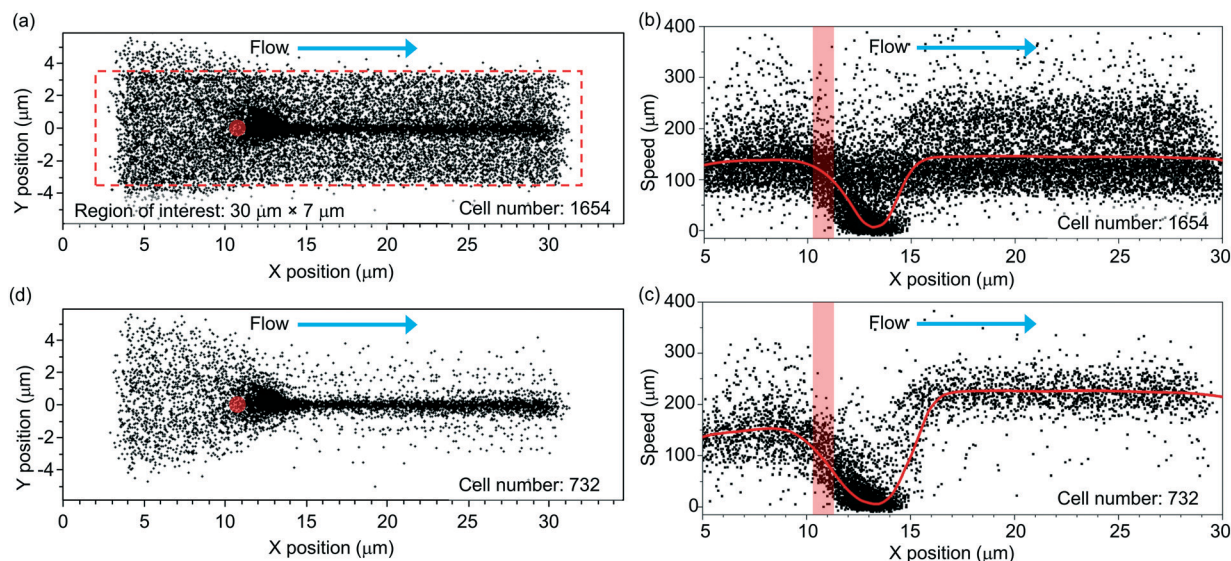 (a)
Flow
Y position (μm)
4
2
0
-2
-4
Region of interest: 30 μm × 7 μm
Cell number: 1654
0 5 10 15 20 25 30
X position (μm)
(b)
Flow
Speed (μm)
400
300
200
100
0
Cell number: 1654
5 10 15 20 25 30
X position (μm)
(d)
Flow
Y position (μm)
4
2
0
-2
-4
Cell number: 732
0 5 10 15 20 25 30
X position (μm)
(c)
Flow
Speed (μm)
400
300
200
100
0
Cell number: 732
5 10 15 20 25 30
X position (μm)